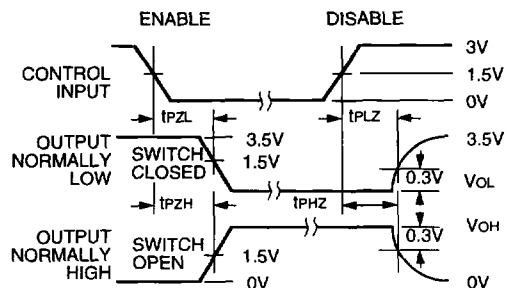 ENABLE DISABLE
3V
CONTROL INPUT 1.5V
0V
tPZL tPLZ
OUTPUT NORMALLY LOW
3.5V 3.5V
SWITCH CLOSED 1.5V
0.3V VOL
tPZH tPHZ
VOH
0.3V
OUTPUT NORMALLY HIGH
SWITCH OPEN 1.5V
0V 0V